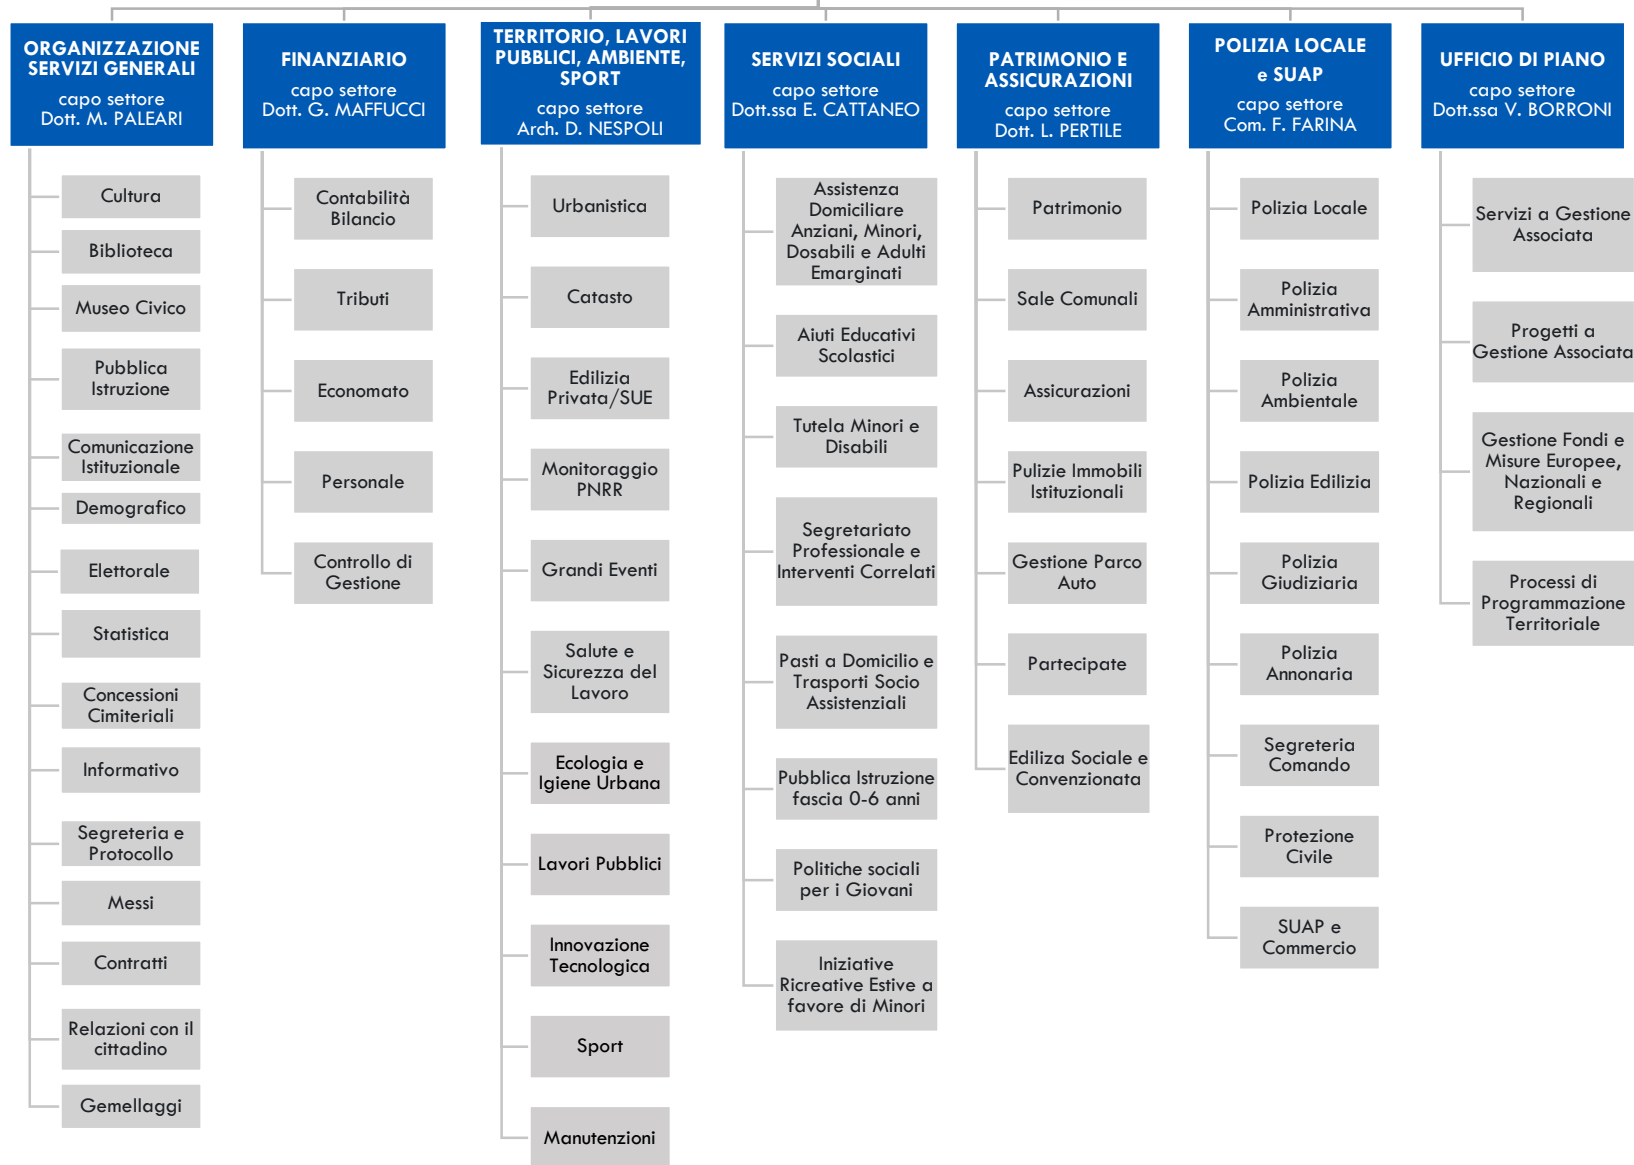 ORGANIZZAZIONE
SERVIZI GENERALI
capo settore
Dott. M. PALEARI
Cultura
Biblioteca
Museo Civico
Pubblica
Istruzione
Comunicazione
Istituzionale
Demografico
Elettorale
Statistica
Concessioni
Cimiteriali
Informativo
Segreteria e
Protocollo
Messi
Contratti
Relazioni con il
cittadino
Gemellaggi
FINANZIARIO
capo settore
Dott. G. MAFFUCCI
Contabilità
Bilancio
Tributi
Economato
Personale
Controllo di
Gestione
TERRITORIO, LAVORI
PUBBLICI, AMBIENTE,
SPORT
capo settore
Arch. D. NESPOLI
Urbanistica
Catasto
Edilizia
Privata/SUE
Monitoraggio
PNRR
Grandi Eventi
Salute e
Sicurezza del
Lavoro
Ecologia e
Igiene Urbana
Lavori Pubblici
Innovazione
Tecnologica
Sport
Manutenzioni
SERVIZI SOCIALI
capo settore
Dott.ssa E. CATTANEO
Assistenza
Domiciliare
Anziani, Minori,
Dosabili e Adulti
Emarginati
Aiuti Educativi
Scolastici
Tutela Minori e
Disabili
Segretariato
Professionale e
Interventi Correlati
Pasti a Domicilio e
Trasporti Socio
Assistenziali
Pubblica Istruzione
fascia 0-6 anni
Politiche sociali
per i Giovani
Iniziative
Ricreative Estive a
favore di Minori
PATRIMONIO E
ASSICURAZIONI
capo settore
Dott. L. PERTILE
Patrimonio
Sale Comunali
Assicurazioni
Pulizie Immobili
Istituzionali
Gestione Parco
Auto
Partecipate
Ediliza Sociale e
Convenzionata
POLIZIA LOCALE
e SUAP
capo settore
Com. F. FARINA
Polizia Locale
Polizia
Amministrativa
Polizia
Ambientale
Polizia Edilizia
Polizia
Giudiziaria
Polizia
Annonaria
Segreteria
Comando
Protezione
Civile
SUAP e
Commercio
UFFICIO DI PIANO
capo settore
Dott.ssa V. BORRONI
Servizi a Gestione
Associata
Progetti a
Gestione Associata
Gestione Fondi e
Misure Europee,
Nazionali e
Regionali
Processi di
Programmazione
Territoriale